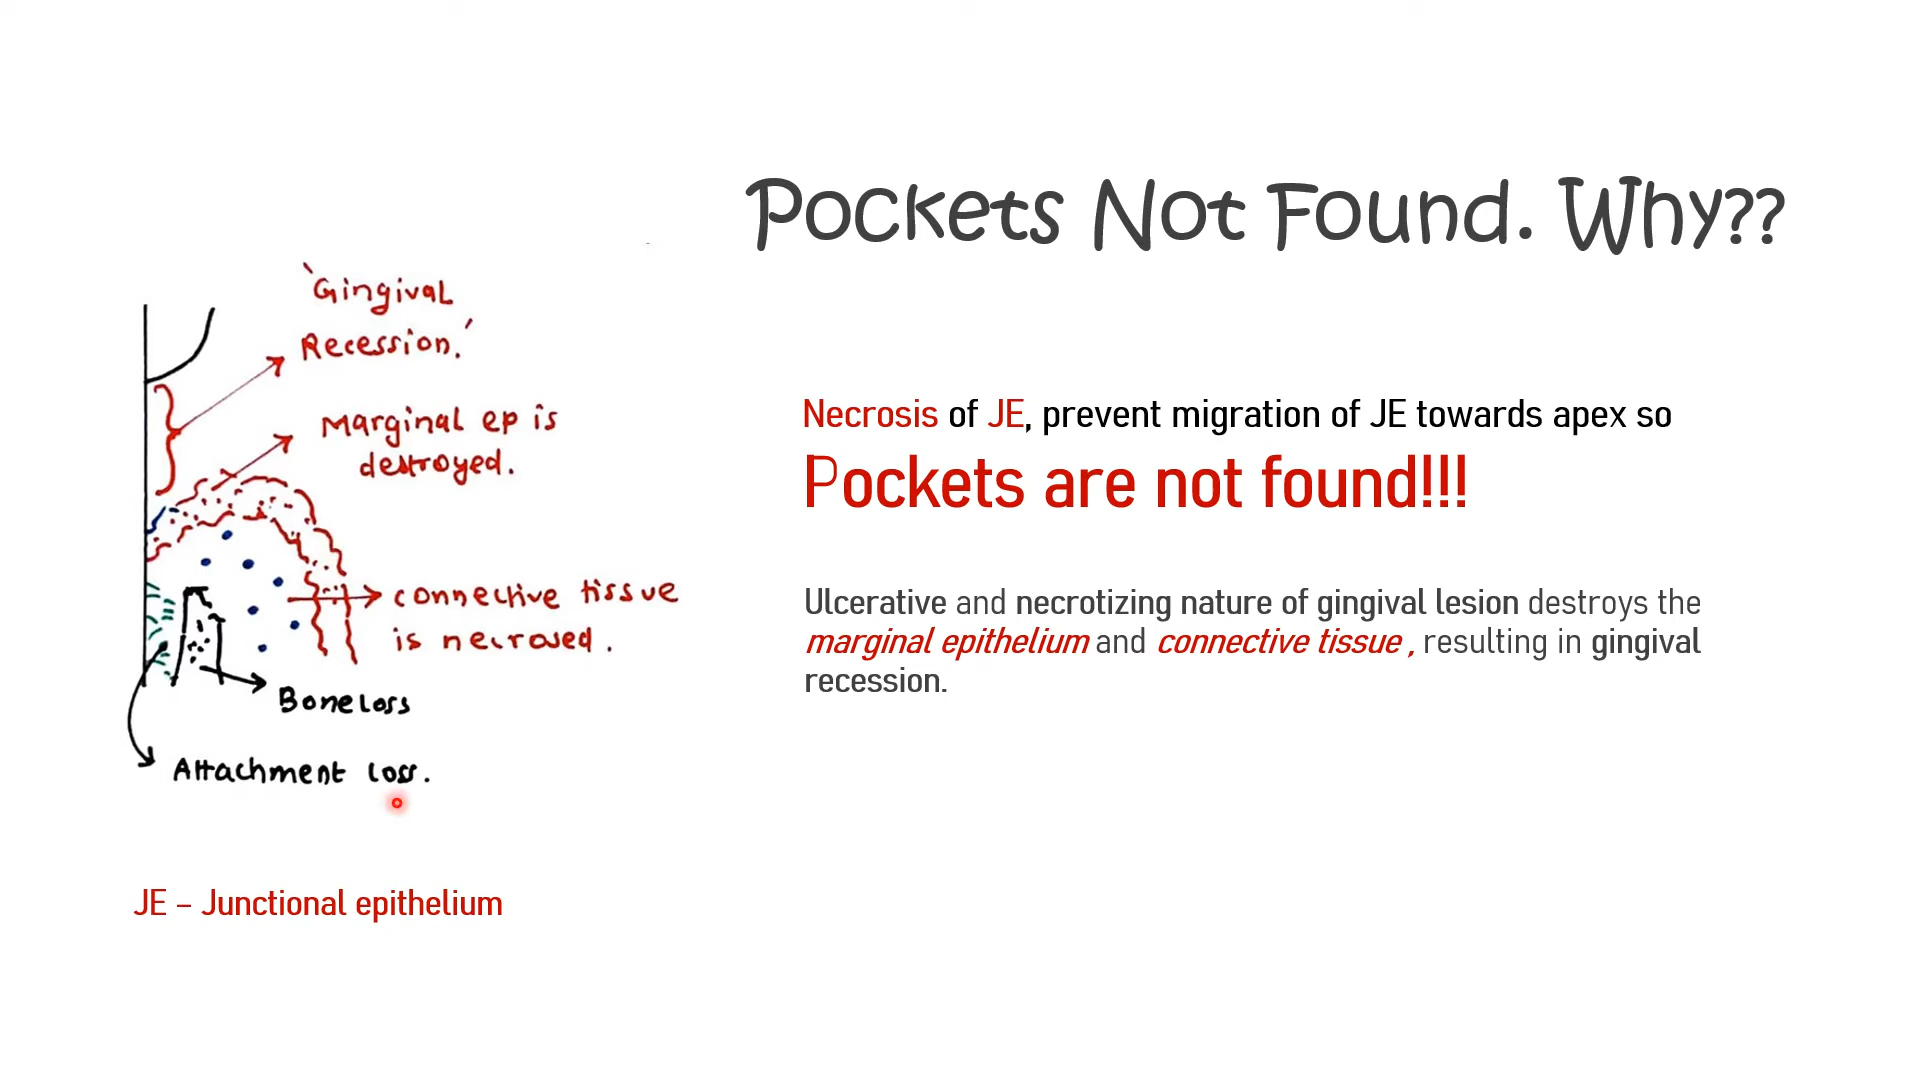 Pockets Not Found. Why??
'Gingival
Recession.'
Marginal ep is
destroyed.
connective tissue
is necrosed.
Bone Loss
Attachment loss.
JE – Junctional epithelium
Necrosis of JE, prevent migration of JE towards apex so
Pockets are not found!!!
Ulcerative and necrotizing nature of gingival lesion destroys the
marginal epithelium and connective tissue , resulting in gingival
recession.